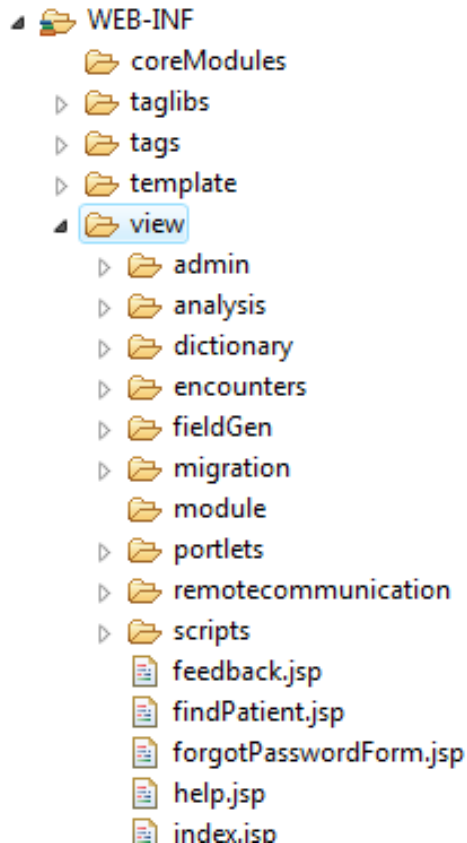 WEB-INF
coreModules
taglibs
tags
template
view
admin
analysis
dictionary
encounters
fieldGen
migration
module
portlets
remotecommunication
scripts
feedback.jsp
findPatient.jsp
forgotPasswordForm.jsp
help.jsp
index.jsp